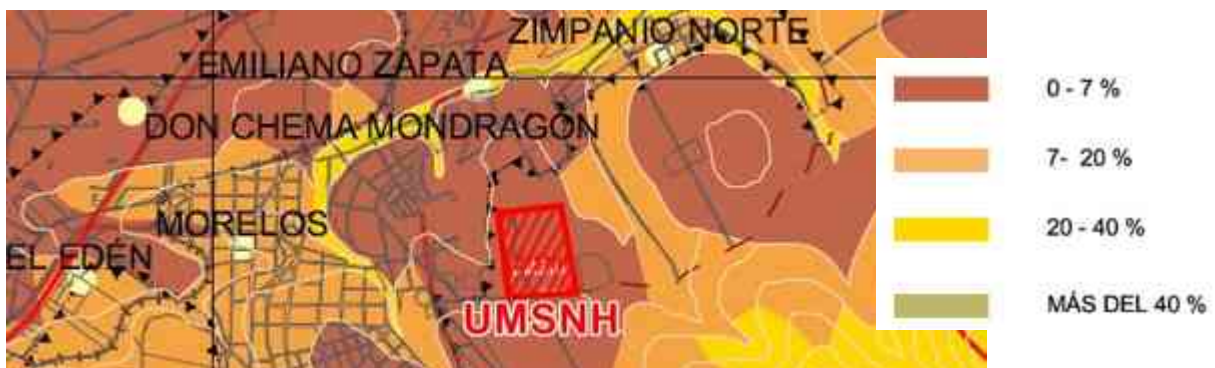 ZIMPANIO NORTE
EMILIANO ZAPATA
DON CHEMA MONDRAGÓN
MORELOS
EL EDÉN
UMSNH
0 - 7 %
7- 20 %
20 - 40 %
MÁS DEL 40 %